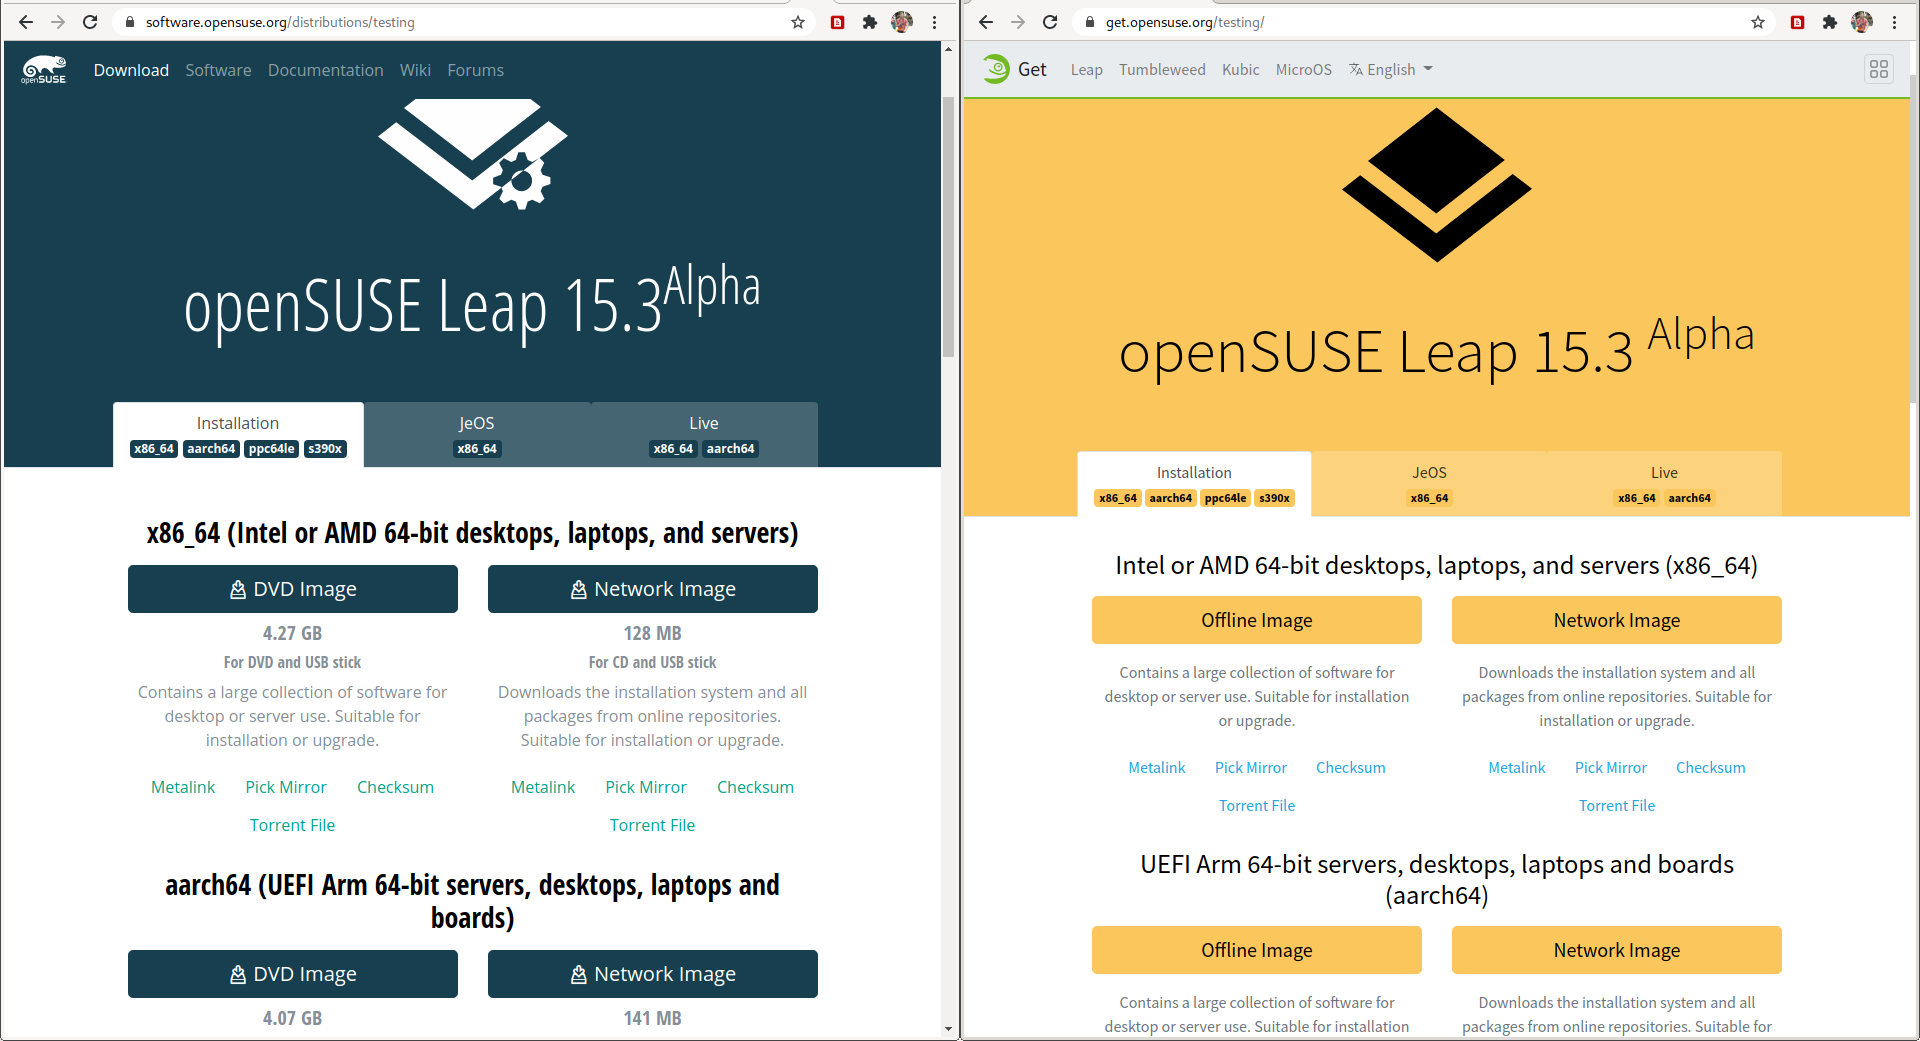 software.opensuse.org/distributions/testing
openSUSE
Download Software Documentation Wiki Forums
openSUSE Leap 15.3 Alpha
Installation
x86_64 aarch64 ppc64le s390x
JeOS
x86_64
Live
x86_64 aarch64
x86_64 (Intel or AMD 64-bit desktops, laptops, and servers)
DVD Image
4.27 GB
For DVD and USB stick
Contains a large collection of software for
desktop or server use. Suitable for
installation or upgrade.
Metalink Pick Mirror Checksum
Torrent File
Network Image
128 MB
For CD and USB stick
Downloads the installation system and all
packages from online repositories.
Suitable for installation or upgrade.
Metalink Pick Mirror Checksum
Torrent File
aarch64 (UEFI Arm 64-bit servers, desktops, laptops and
boards)
DVD Image
4.07 GB
Network Image
141 MB
get.opensuse.org/testing/
Get Leap Tumbleweed Kubic MicroOS English
openSUSE Leap 15.3 Alpha
Installation
x86_64 aarch64 ppc64le s390x
JeOS
x86_64
Live
x86_64 aarch64
Intel or AMD 64-bit desktops, laptops, and servers (x86_64)
Offline Image
Contains a large collection of software for
desktop or server use. Suitable for installation
or upgrade.
Metalink Pick Mirror Checksum
Torrent File
Network Image
Downloads the installation system and all
packages from online repositories. Suitable for
installation or upgrade.
Metalink Pick Mirror Checksum
Torrent File
UEFI Arm 64-bit servers, desktops, laptops and boards
(aarch64)
Offline Image
Contains a large collection of software for
desktop or server use. Suitable for installation
Network Image
Downloads the installation system and all
packages from online repositories. Suitable for